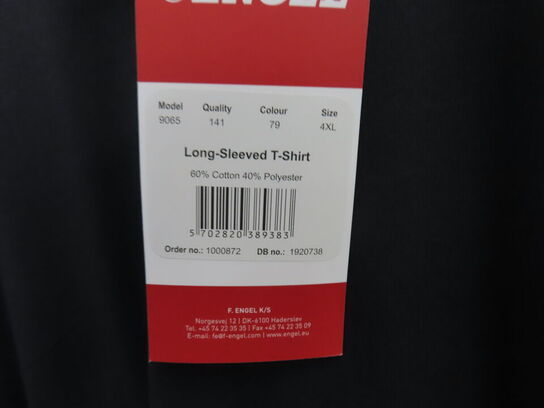 ENGEL
Model Quality Colour Size
9065 141 79 4XL
Long-Sleeved T-Shirt
60% Cotton 40% Polyester
5 702820 389383
Order no.: 1000872 DB no.: 1920738
F. ENGEL K/S
Norgesvej 12 | DK-6100 Haderslev
Tel. +45 74 22 35 35 | Fax +45 74 22 35 09
E-mail: fe@f-engel.com | www.engel.eu